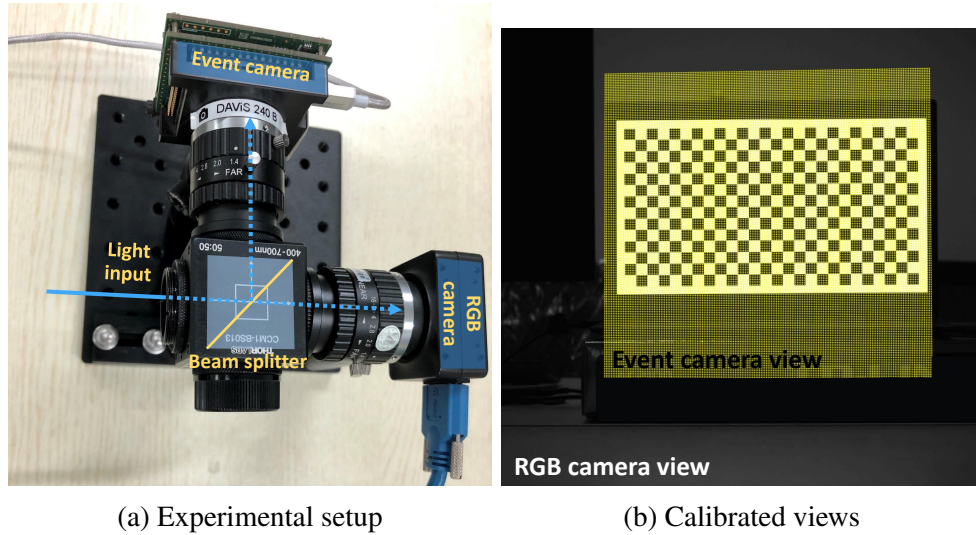 Event camera
DAViS 240 B
2.8 2.0 1.4
FAR
Light
input
50:50
400-700nm
CCM1-BS013
THORLABS
Beam splitter
RGB
camera
Event camera view
RGB camera view
(a) Experimental setup
(b) Calibrated views